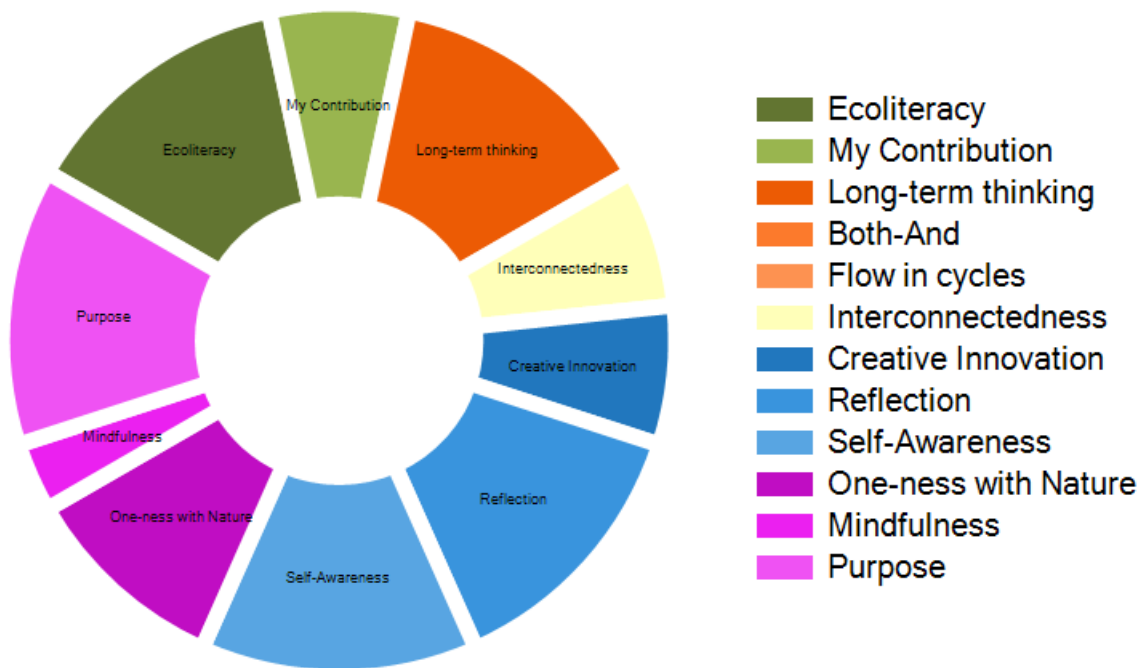 My Contribution
Ecoliteracy
Long-term thinking
Interconnectedness
Purpose
Creative Innovation
Mindfulness
Reflection
One-ness with Nature
Self-Awareness
Ecoliteracy
My Contribution
Long-term thinking
Both-And
Flow in cycles
Interconnectedness
Creative Innovation
Reflection
Self-Awareness
One-ness with Nature
Mindfulness
Purpose